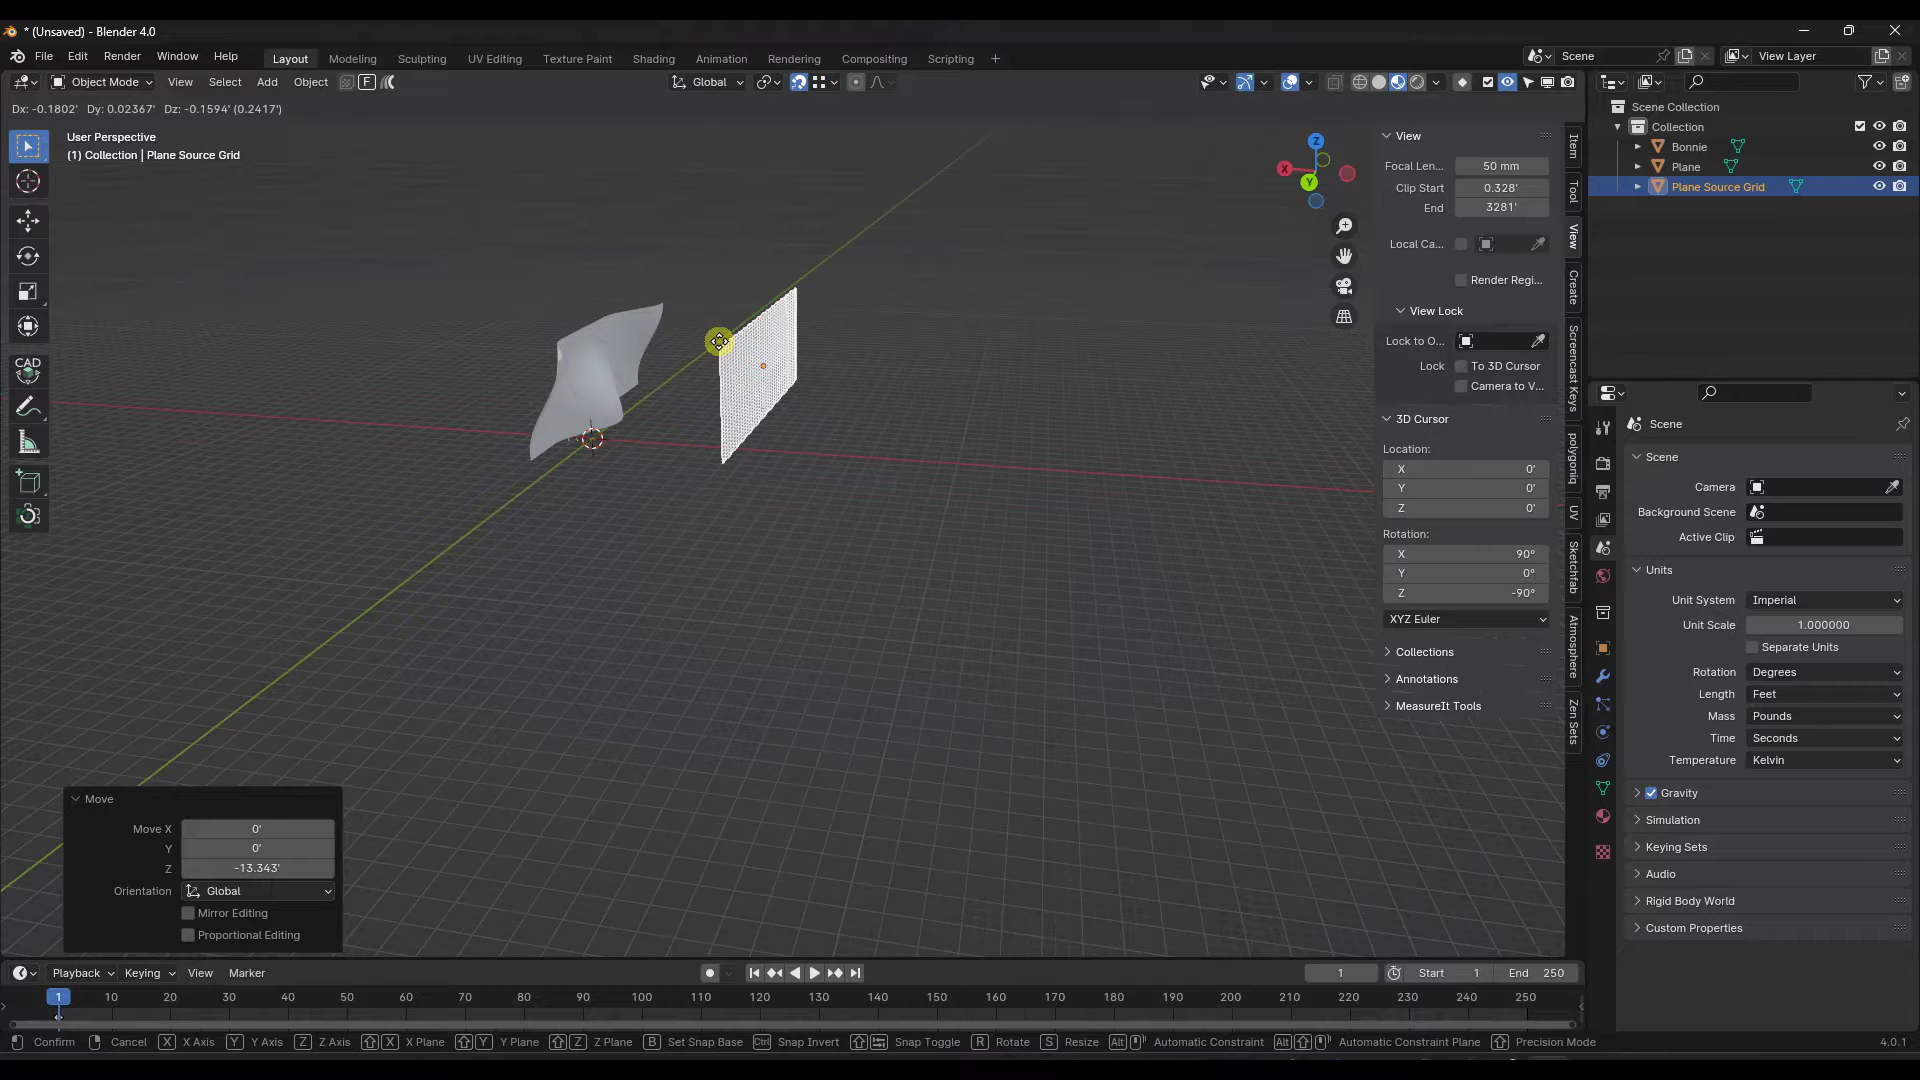 * (Unsaved) - Blender 4.0
File Edit Render Window Help
Layout Modeling Sculpting UV Editing Texture Paint Shading Animation Rendering Compositing Scripting +
Scene
View Layer
Object Mode View Select Add Object
Global
Dx: -0.1802' Dy: 0.02367' Dz: -0.1594' (0.2417')
User Perspective
(1) Collection | Plane Source Grid
CAD
Z
X
Y
View
Focal Len... 50 mm
Clip Start 0.328'
End 3281'
Local Ca...
Render Regi...
View Lock
Lock to O...
Lock To 3D Cursor
Camera to V...
3D Cursor
Location:
X 0'
Y 0'
Z 0'
Rotation:
X 90°
Y 0°
Z -90°
XYZ Euler
Collections
Annotations
MeasureIt Tools
Item
Tool
View
Create
Screencast Keys
polygoniq
UV
Sketchfab
Atmosphere
Zen Sets
Scene Collection
Collection
Bonnie
Plane
Plane Source Grid
Scene
Scene
Camera
Background Scene
Active Clip
Units
Unit System Imperial
Unit Scale 1.000000
Separate Units
Rotation Degrees
Length Feet
Mass Pounds
Time Seconds
Temperature Kelvin
Gravity
Simulation
Keying Sets
Audio
Rigid Body World
Custom Properties
Move
Move X 0'
Y 0'
Z -13.343'
Orientation Global
Mirror Editing
Proportional Editing
Playback Keying View Marker
1 Start 1 End 250
1 10 20 30 40 50 60 70 80 90 100 110 120 130 140 150 160 170 180 190 200 210 220 230 240 250
Confirm Cancel X X Axis Y Y Axis Z Z Axis X X Plane Y Y Plane Z Z Plane B Set Snap Base Ctrl Snap Invert Snap Toggle R Rotate S Resize Alt Automatic Constraint Alt Automatic Constraint Plane Precision Mode 4.0.1